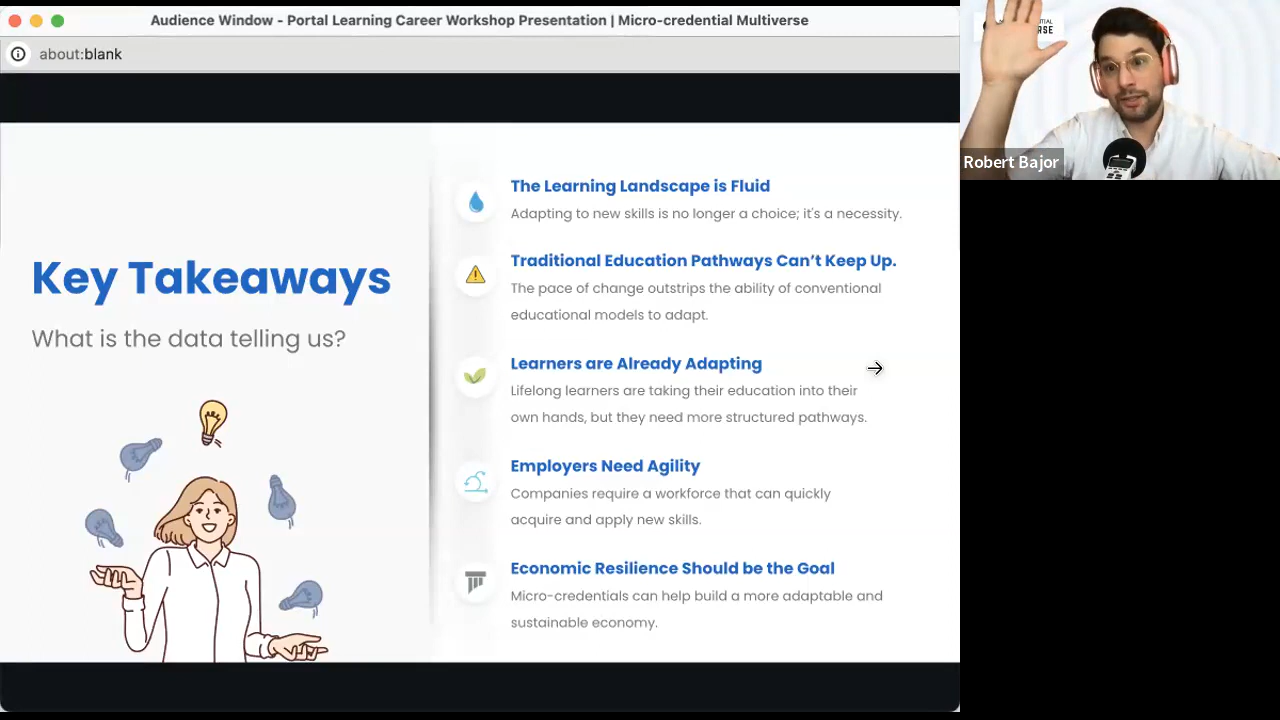 Audience Window - Portal Learning Career Workshop Presentation | Micro-credential Multiverse
about:blank
Key Takeaways
What is the data telling us?
The Learning Landscape is Fluid
Adapting to new skills is no longer a choice; it's a necessity.
Traditional Education Pathways Can't Keep Up.
The pace of change outstrips the ability of conventional
educational models to adapt.
Learners are Already Adapting
Lifelong learners are taking their education into their
own hands, but they need more structured pathways.
Employers Need Agility
Companies require a workforce that can quickly
acquire and apply new skills.
Economic Resilience Should be the Goal
Micro-credentials can help build a more adaptable and
sustainable economy.
Robert Bajor